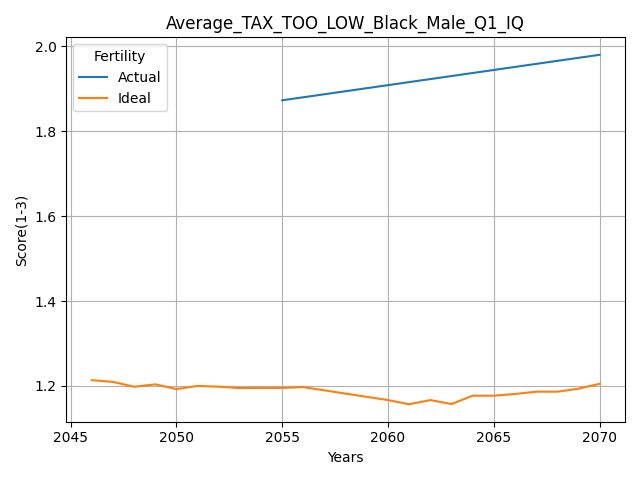 Average_TAX_TOO_LOW_Black_Male_Q1_IQ
Fertility
Actual
Ideal
Score(1-3)
2.0
1.8
1.6
1.4
1.2
2045 2050 2055 2060 2065 2070
Years